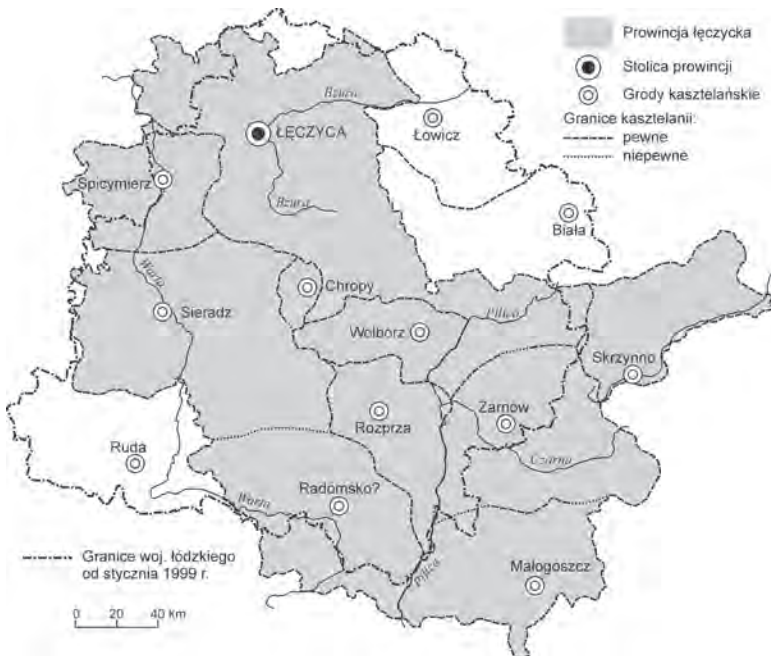 Prowincja łęczycka
Stolica prowincji
Grody kasztelańskie
Granice kasztelanii:
pewne
niepewne
Bzura
ŁĘCZYCA
Łowicz
Spicymierz
Bzura
Biała
Warta
Chropy
Sieradz
Pilica
Wolbórz
Skrzynno
Żarnów
Rozprza
Ruda
Czarna
Radomsko?
Warta
Granice woj. łódzkiego
od stycznia 1999 r.
Pilica
Małogoszcz
0 20 40 km